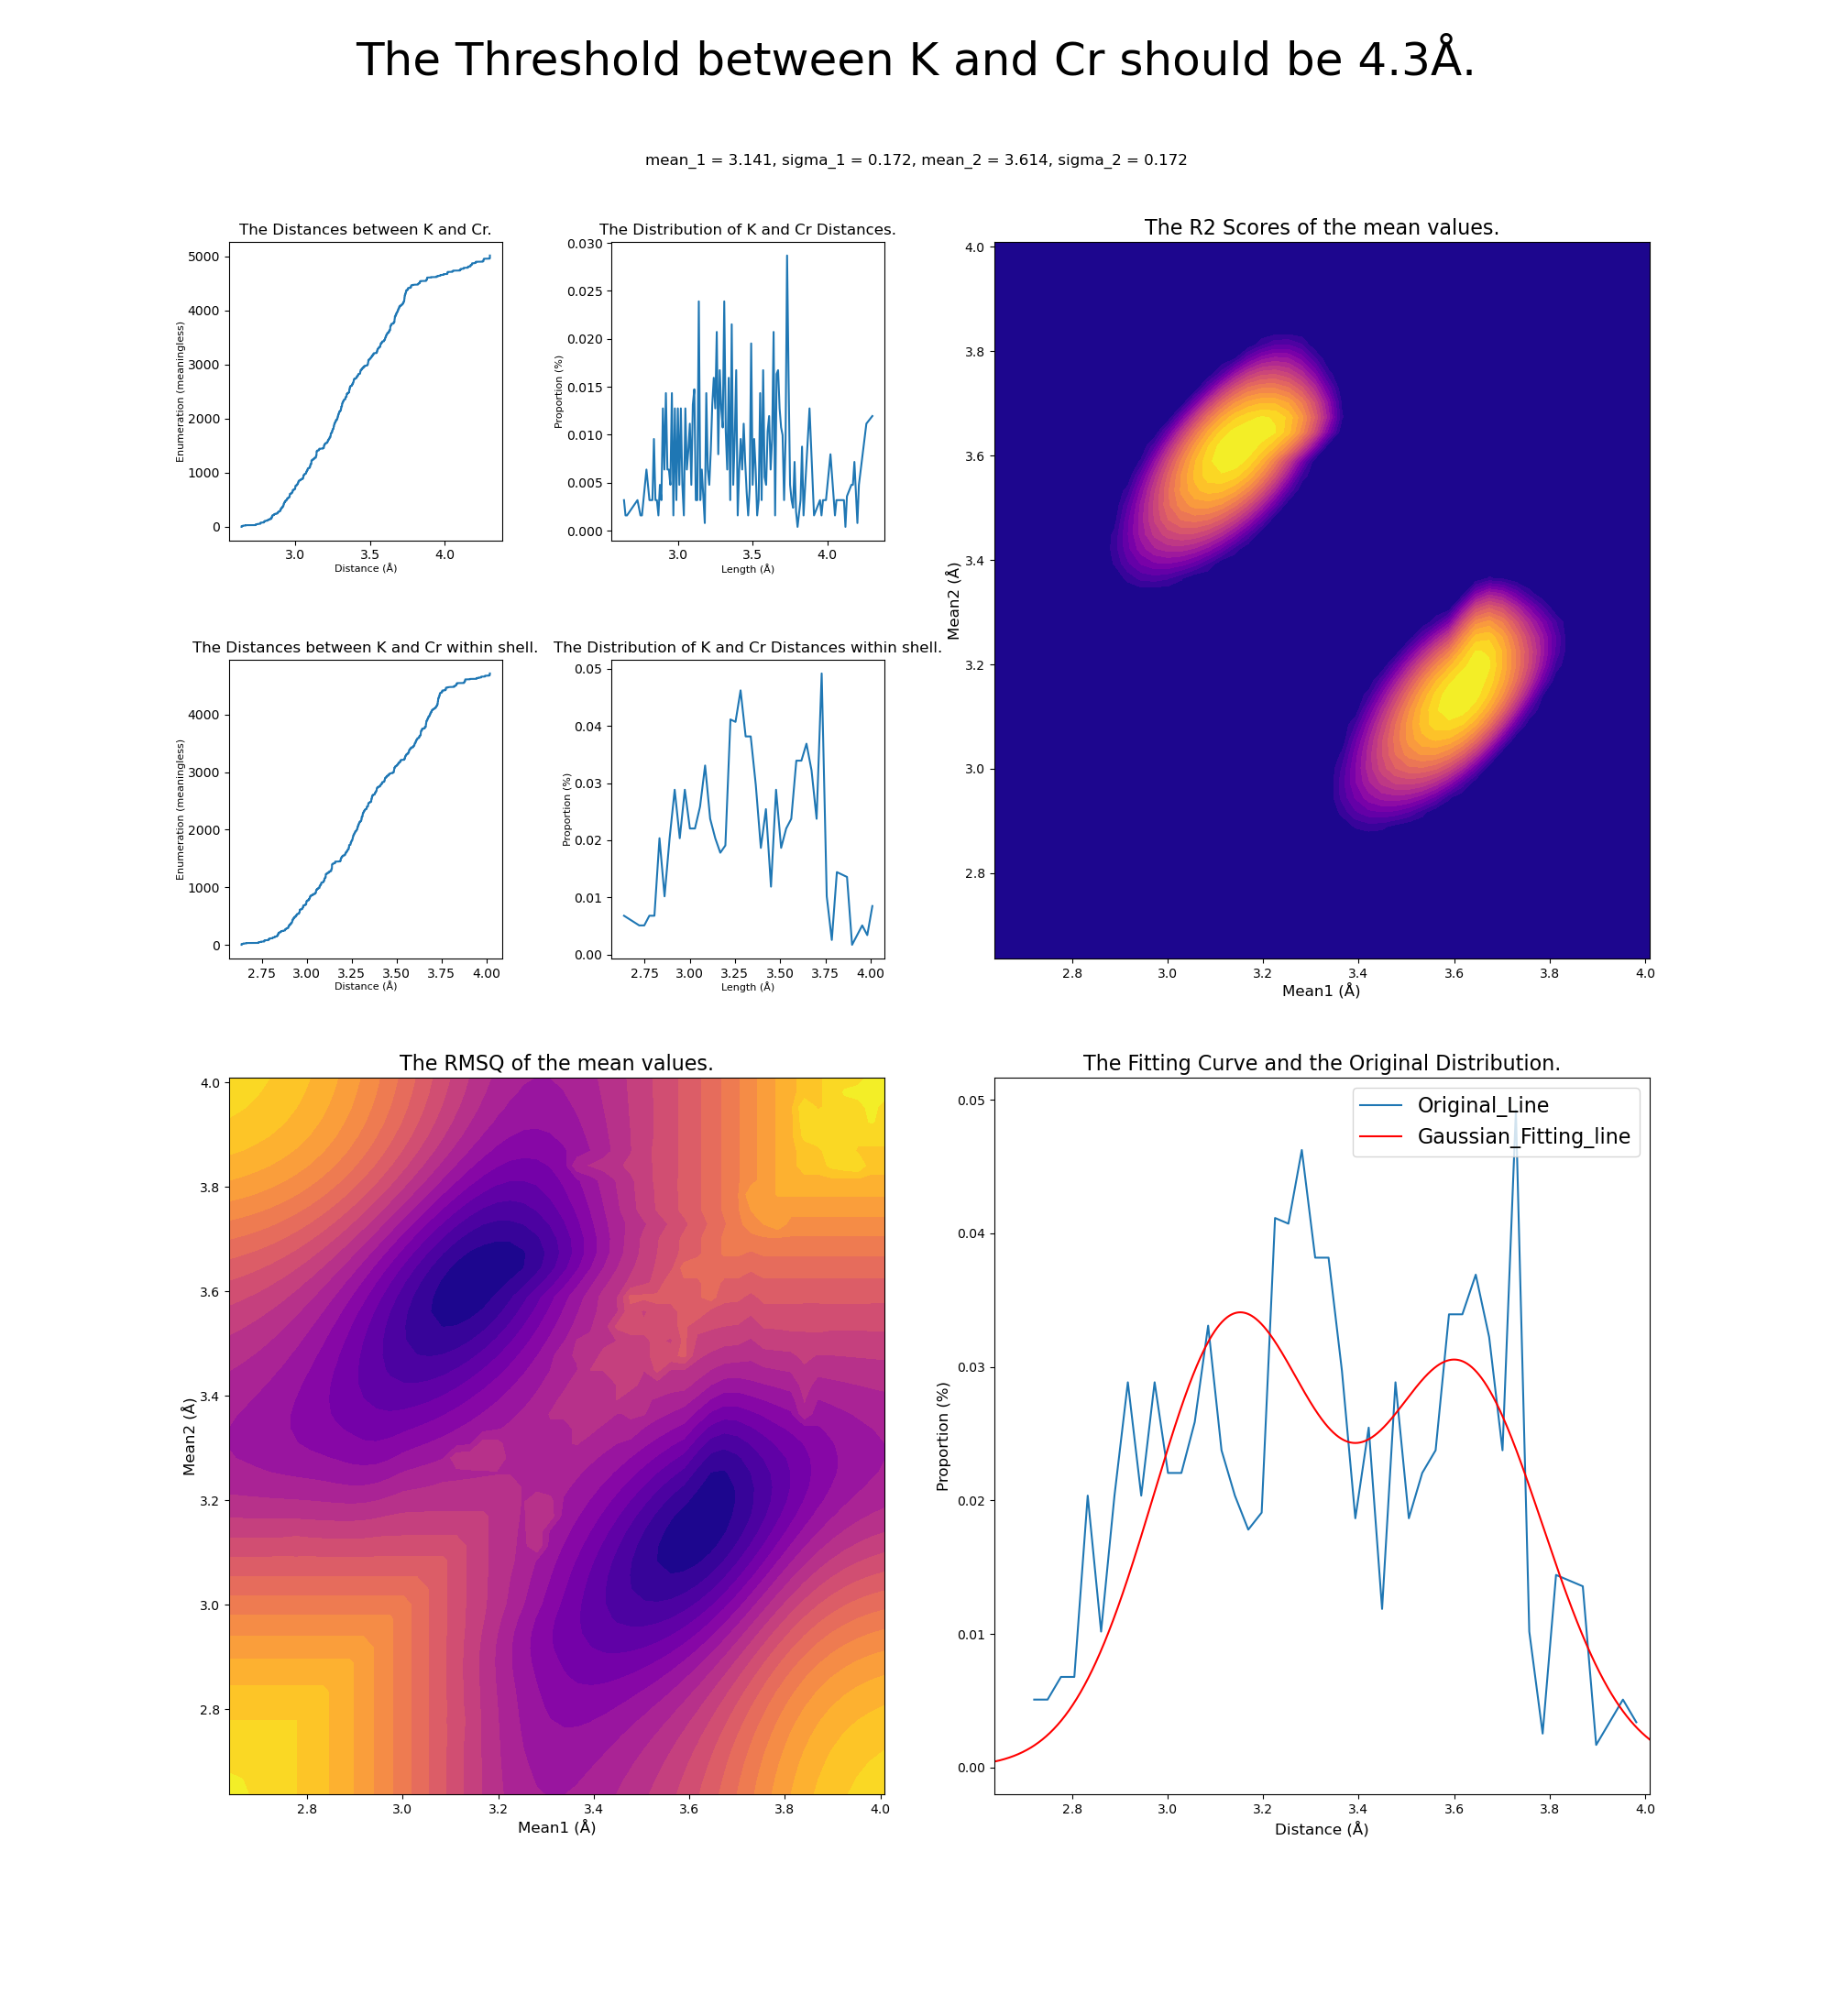 The Threshold between K and Cr should be 4.3Å.
mean_1 = 3.141, sigma_1 = 0.172, mean_2 = 3.614, sigma_2 = 0.172
The Distances between K and Cr.
Enumeration (meaningless)
5000
4000
3000
2000
1000
0
3.0 3.5 4.0
Distance (Å)
The Distribution of K and Cr Distances.
Proportion (%)
0.030
0.025
0.020
0.015
0.010
0.005
0.000
3.0 3.5 4.0
Length (Å)
The R2 Scores of the mean values.
Mean2 (Å)
4.0
3.8
3.6
3.4
3.2
3.0
2.8
2.8 3.0 3.2 3.4 3.6 3.8 4.0
Mean1 (Å)
The Distances between K and Cr within shell.
Enumeration (meaningless)
4000
3000
2000
1000
0
2.75 3.00 3.25 3.50 3.75 4.00
Distance (Å)
The Distribution of K and Cr Distances within shell.
Proportion (%)
0.05
0.04
0.03
0.02
0.01
0.00
2.75 3.00 3.25 3.50 3.75 4.00
Length (Å)
The RMSQ of the mean values.
Mean2 (Å)
4.0
3.8
3.6
3.4
3.2
3.0
2.8
2.8 3.0 3.2 3.4 3.6 3.8 4.0
Mean1 (Å)
The Fitting Curve and the Original Distribution.
Original_Line
Gaussian_Fitting_line
Proportion (%)
0.05
0.04
0.03
0.02
0.01
0.00
2.8 3.0 3.2 3.4 3.6 3.8 4.0
Distance (Å)